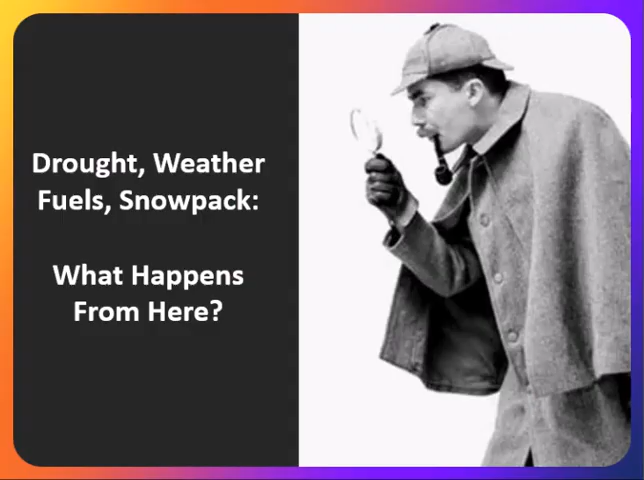 Drought, Weather
Fuels, Snowpack:
What Happens
From Here?